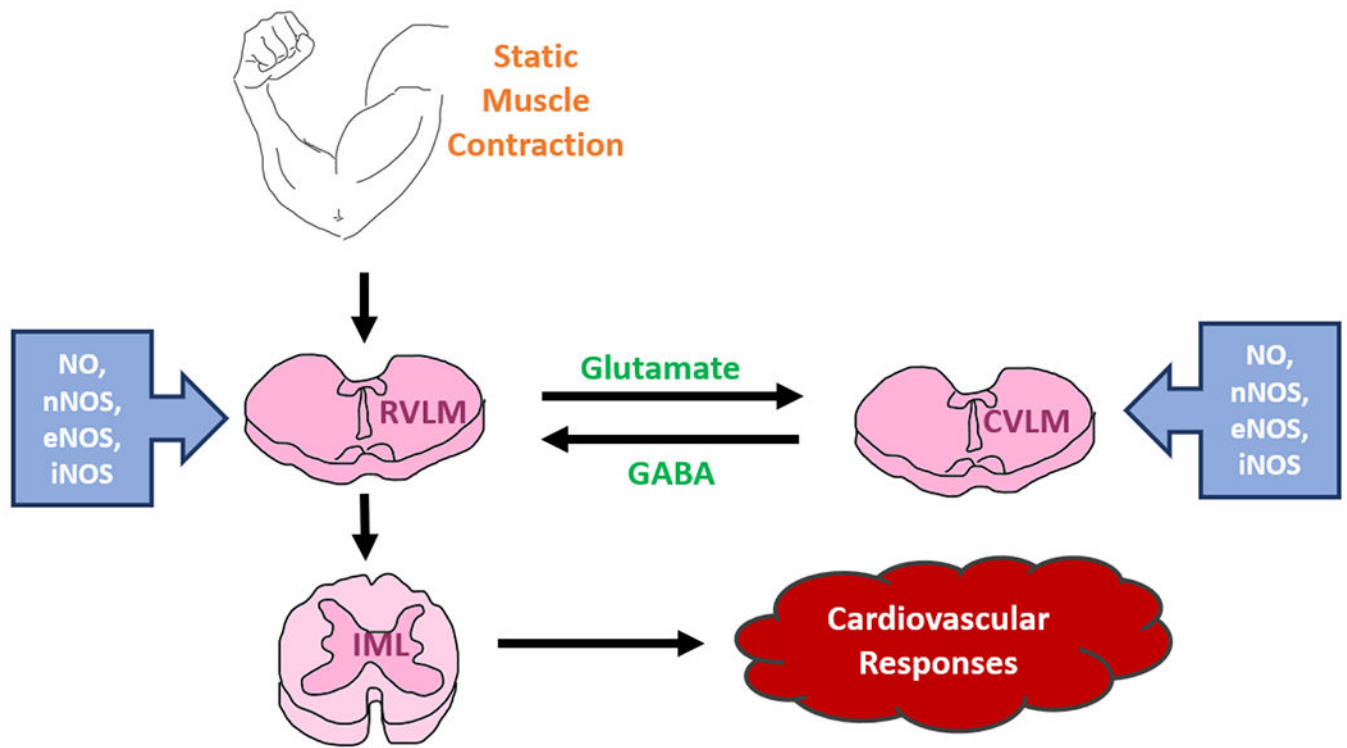 Static
Muscle
Contraction
NO,
nNOS,
eNOS,
iNOS
RVLM
Glutamate
GABA
CVLM
NO,
nNOS,
eNOS,
iNOS
IML
Cardiovascular
Responses